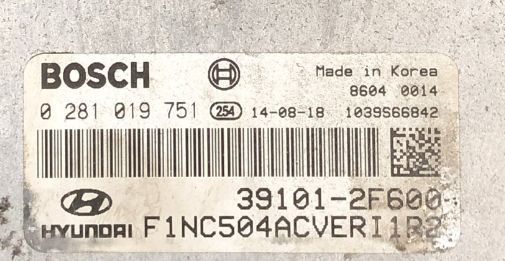 BOSCH Made in Korea
8604 0014
0 281 019 751 254 14-08-18 1039S66842
39101-2F600
HYUNDAI F1NC504ACVERI1R2